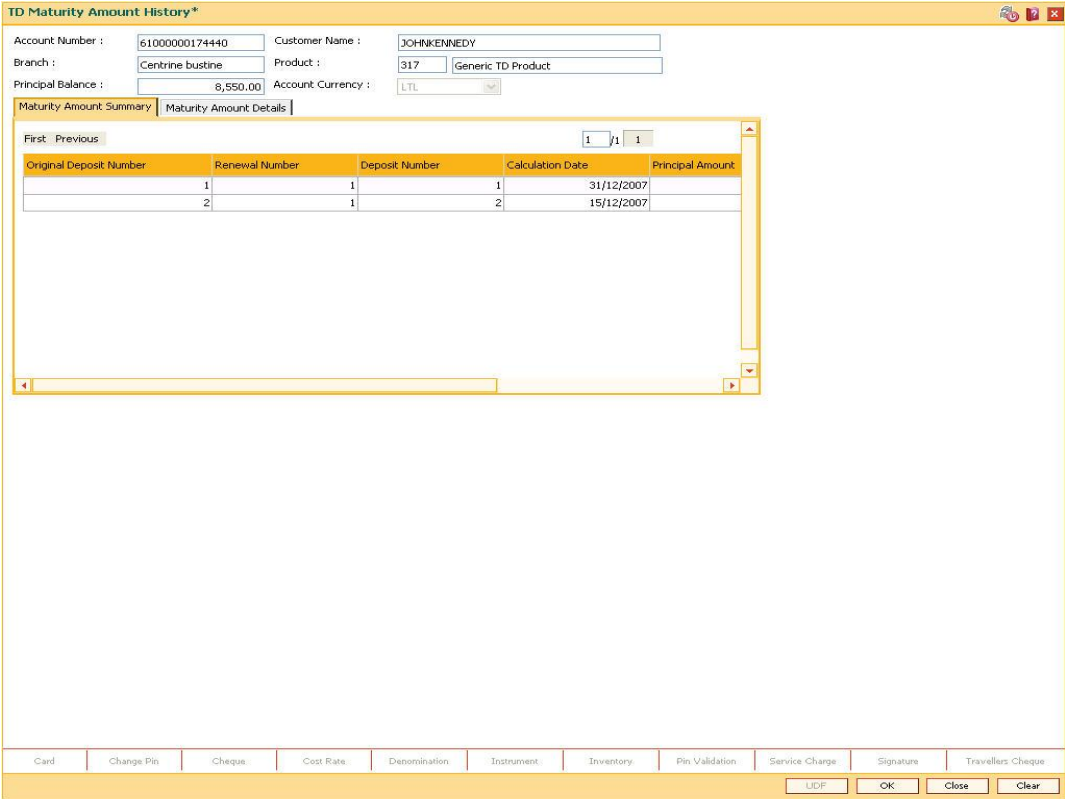 TD Maturity Amount History*
Account Number : 61000000174440 Customer Name : JOHNKENNEDY
Branch : Centrine bustine Product : 317 Generic TD Product
Principal Balance : 8,550.00 Account Currency : LTL
Maturity Amount Summary Maturity Amount Details
First Previous 1 /1 1
Original Deposit Number Renewal Number Deposit Number Calculation Date Principal Amount
1 1 1 31/12/2007
2 1 2 15/12/2007
Card Change Pin Cheque Cost Rate Denomination Instrument Inventory Pin Validation Service Charge Signature Travellers Cheque
UDF OK Close Clear